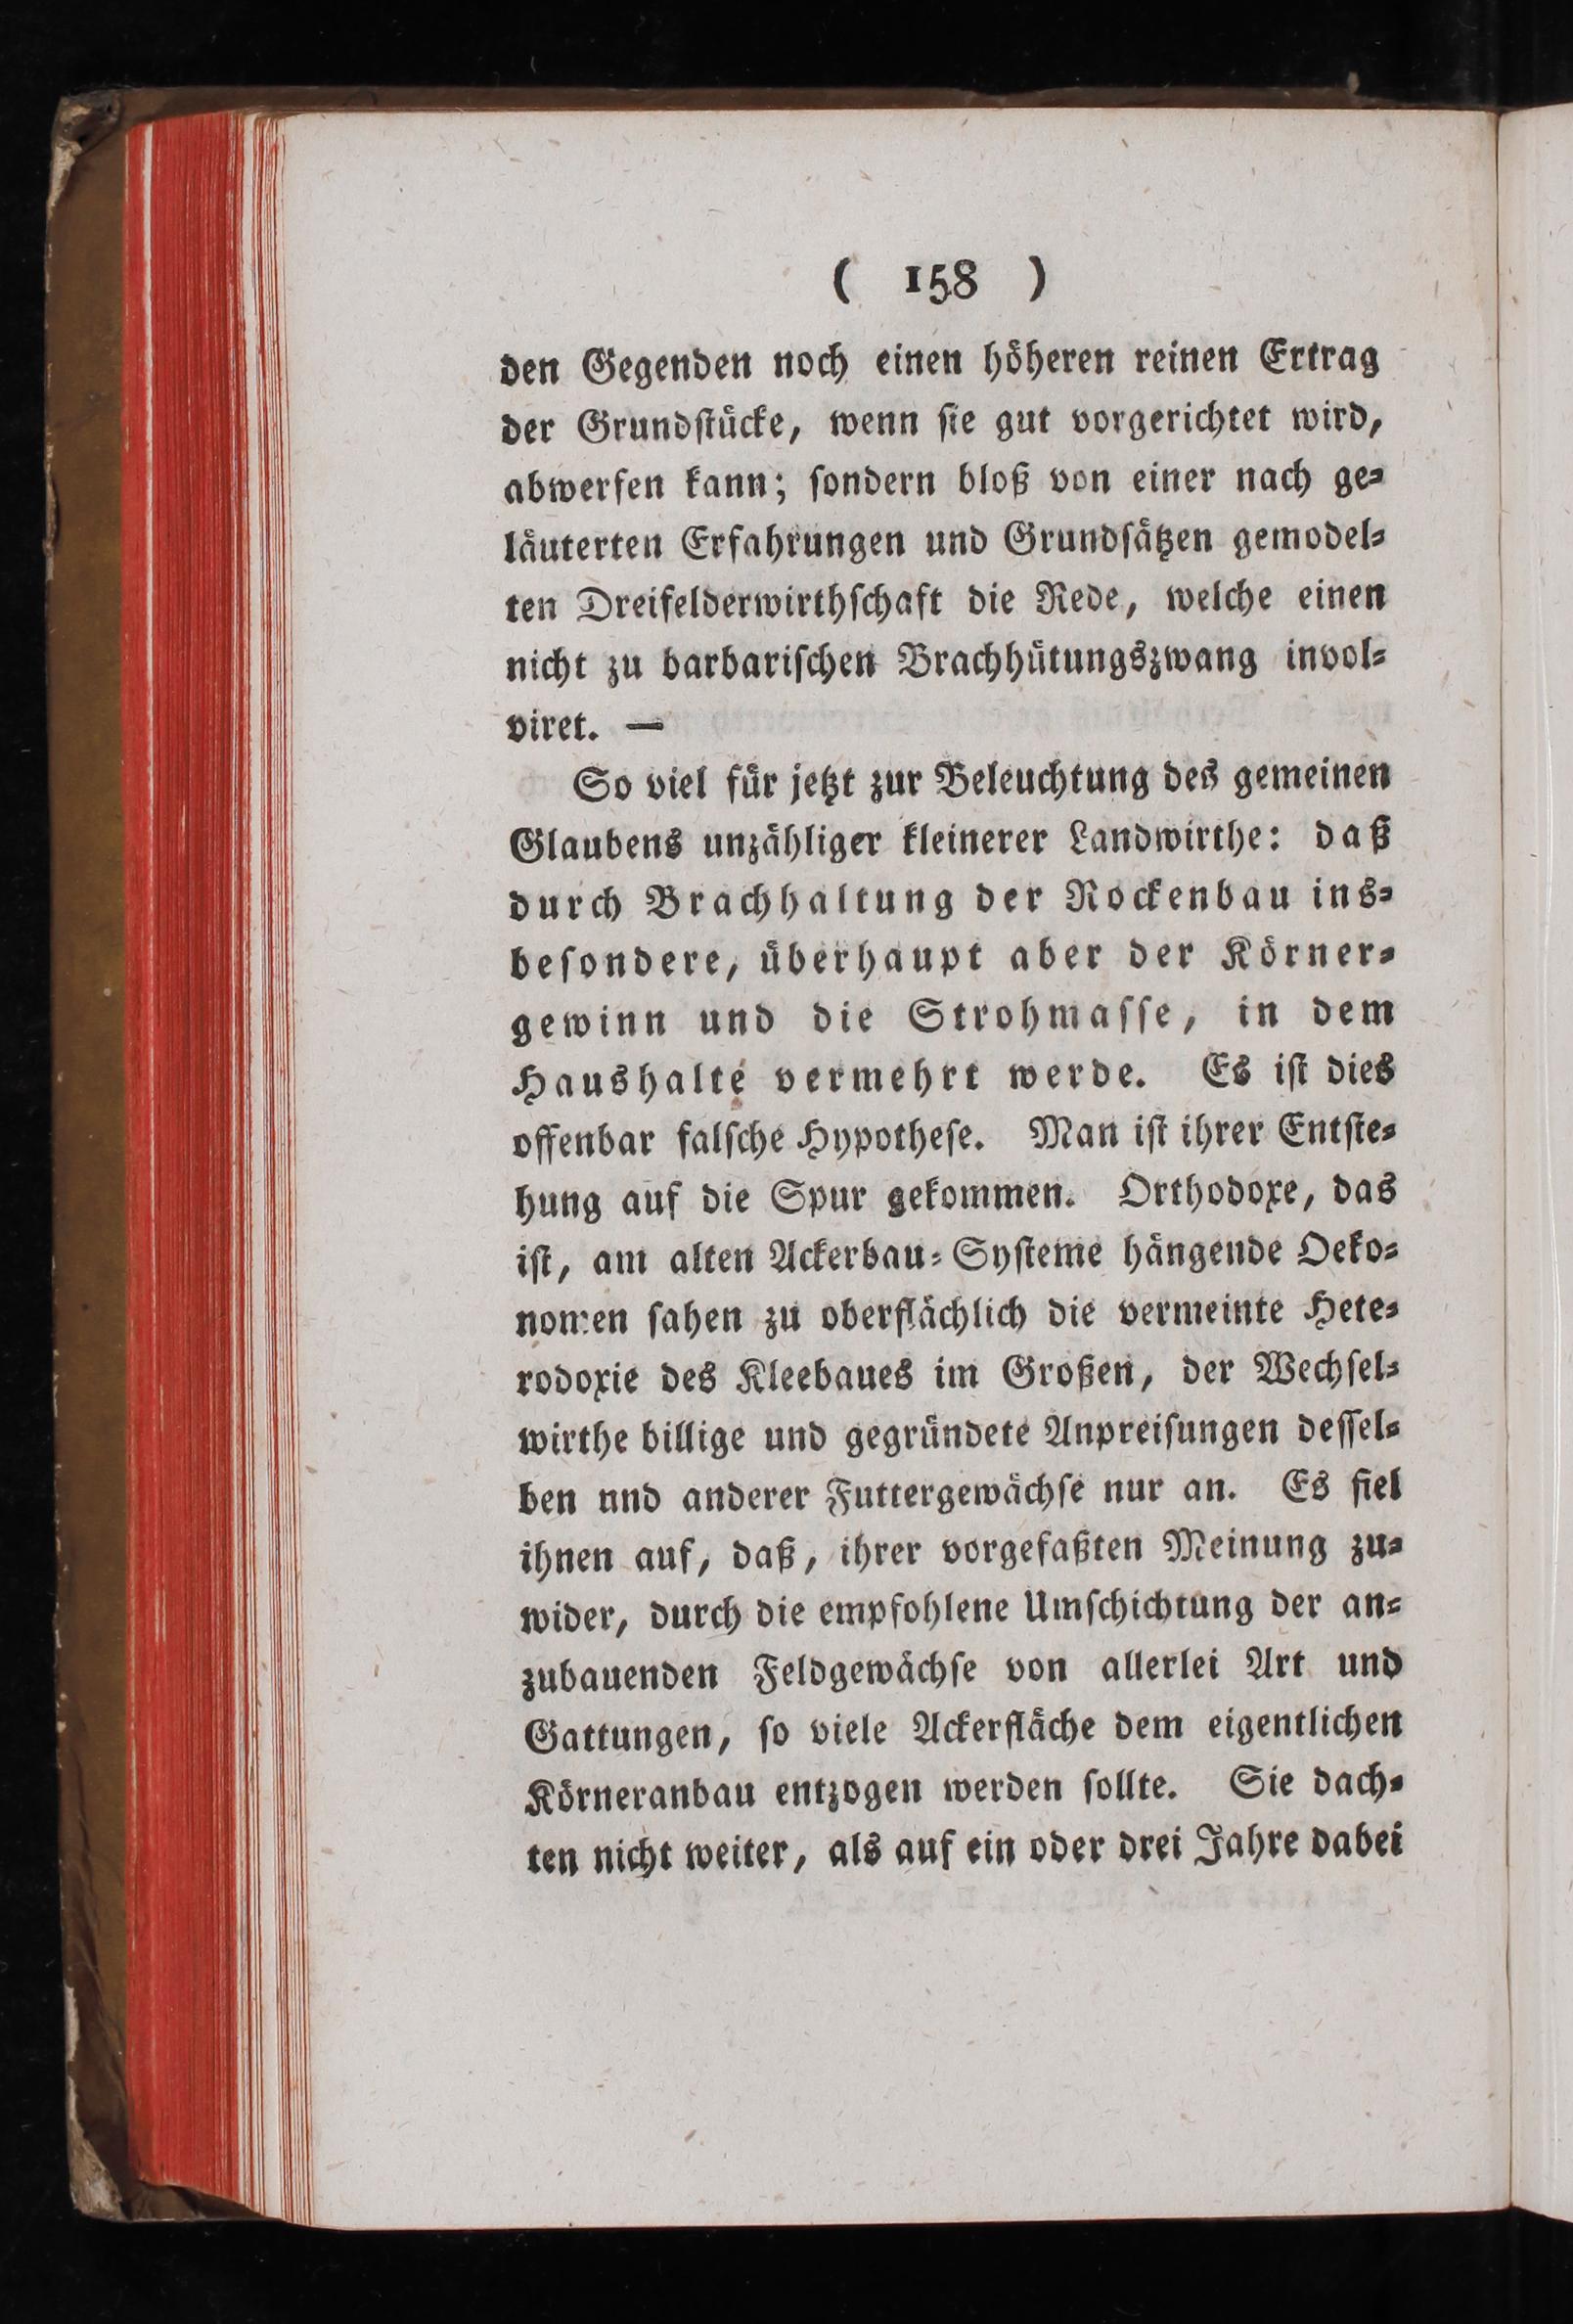 ( 158 )
den Gegenden noch einen höheren reinen Ertrag
der Grundſtücke, wenn ſie gut vorgerichtet wird,
abwerfen kann; ſondern bloß von einer nach ge⸗
läuterten Erfahrungen und Grundſätzen gemodel⸗
ten Dreifelderwirthſchaft die Rede, welche einen
nicht zu barbariſchen Brachhütungszwang invol⸗
viret. —
So viel für jetzt zur Beleuchtung des gemeinen
Glaubens unzähliger kleinerer Landwirthe: daß
durch Brachhaltung der Rockenbau ins⸗
beſondere, überhaupt aber der Körner⸗
gewinn und die Strohmaſſe, in dem
Haushalte vermehrt werde. Es iſt dies
offenbar falſche Hypotheſe. Man iſt ihrer Entſte⸗
hung auf die Spur gekommen. Orthodoxe, das
iſt, am alten Ackerbau⸗Syſteme hängende Oeko⸗
nomen ſahen zu oberflächlich die vermeinte Hete⸗
rodoxie des Kleebaues im Großen, der Wechſel⸗
wirthe billige und gegründete Anpreiſungen deſſel⸗
ben nnd anderer Futtergewächſe nur an. Es fiel
ihnen auf, daß, ihrer vorgefaßten Meinung zu⸗
wider, durch die empfohlene Umſchichtung der an⸗
zubauenden Feldgewächſe von allerlei Art und
Gattungen, ſo viele Ackerfläche dem eigentlichen
Körneranbau entzogen werden ſollte. Sie dach⸗
ten nicht weiter, als auf ein oder drei Jahre dabei